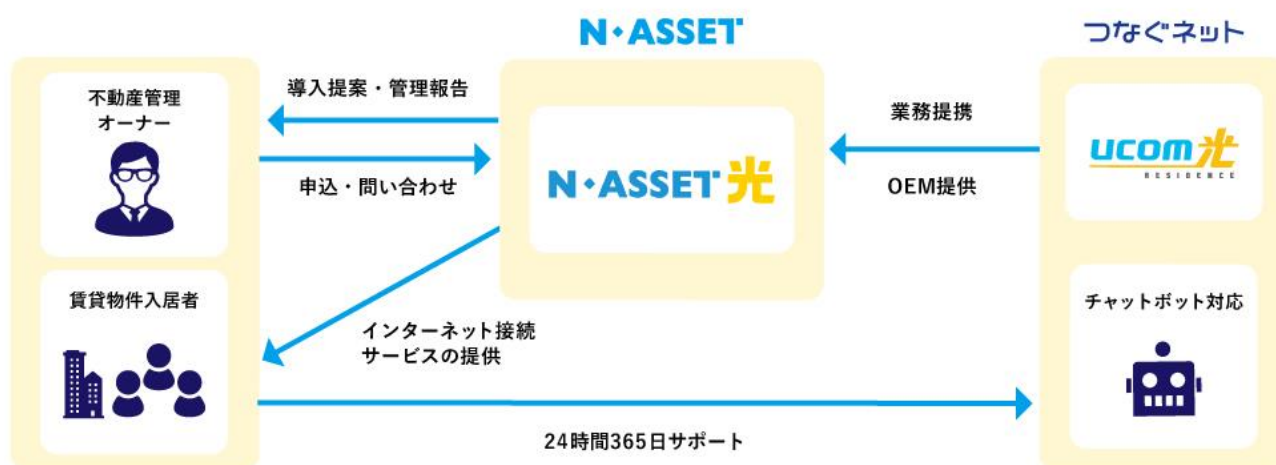 N・ASSET
つなぐネット
不動産管理
オーナー
導入提案・管理報告
申込・問い合わせ
N・ASSET光
業務提携
OEM提供
UCOM光
RESIDENCE
賃貸物件入居者
インターネット接続
サービスの提供
チャットボット対応
24時間365日サポート